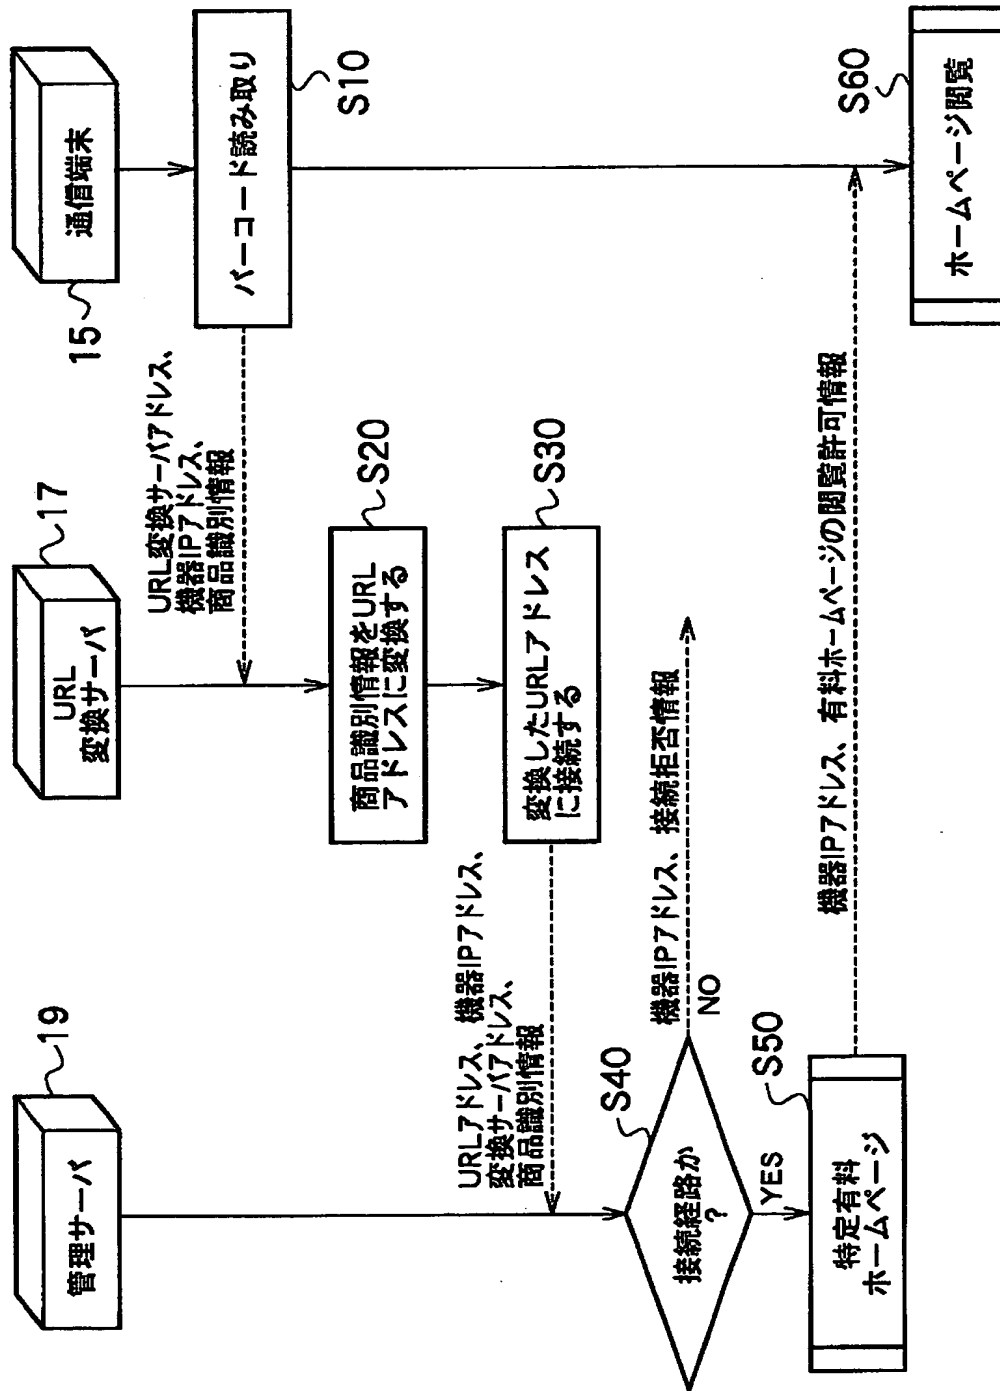 管理サーバ
19
URL
変換サーバ
17
通信端末
15
バーコード読み取り
S10
URL変換サーバアドレス、
機器IPアドレス、
商品識別情報
商品識別情報をURL
アドレスに変換する
S20
変換したURLアドレス
に接続する
S30
URLアドレス、機器IPアドレス、
変換サーバアドレス、
商品識別情報
接続経路か
?
S40
機器IPアドレス、接続拒否情報
NO
YES
特定有料
ホームページ
S50
機器IPアドレス、有料ホームページの閲覧許可情報
ホームページ閲覧
S60